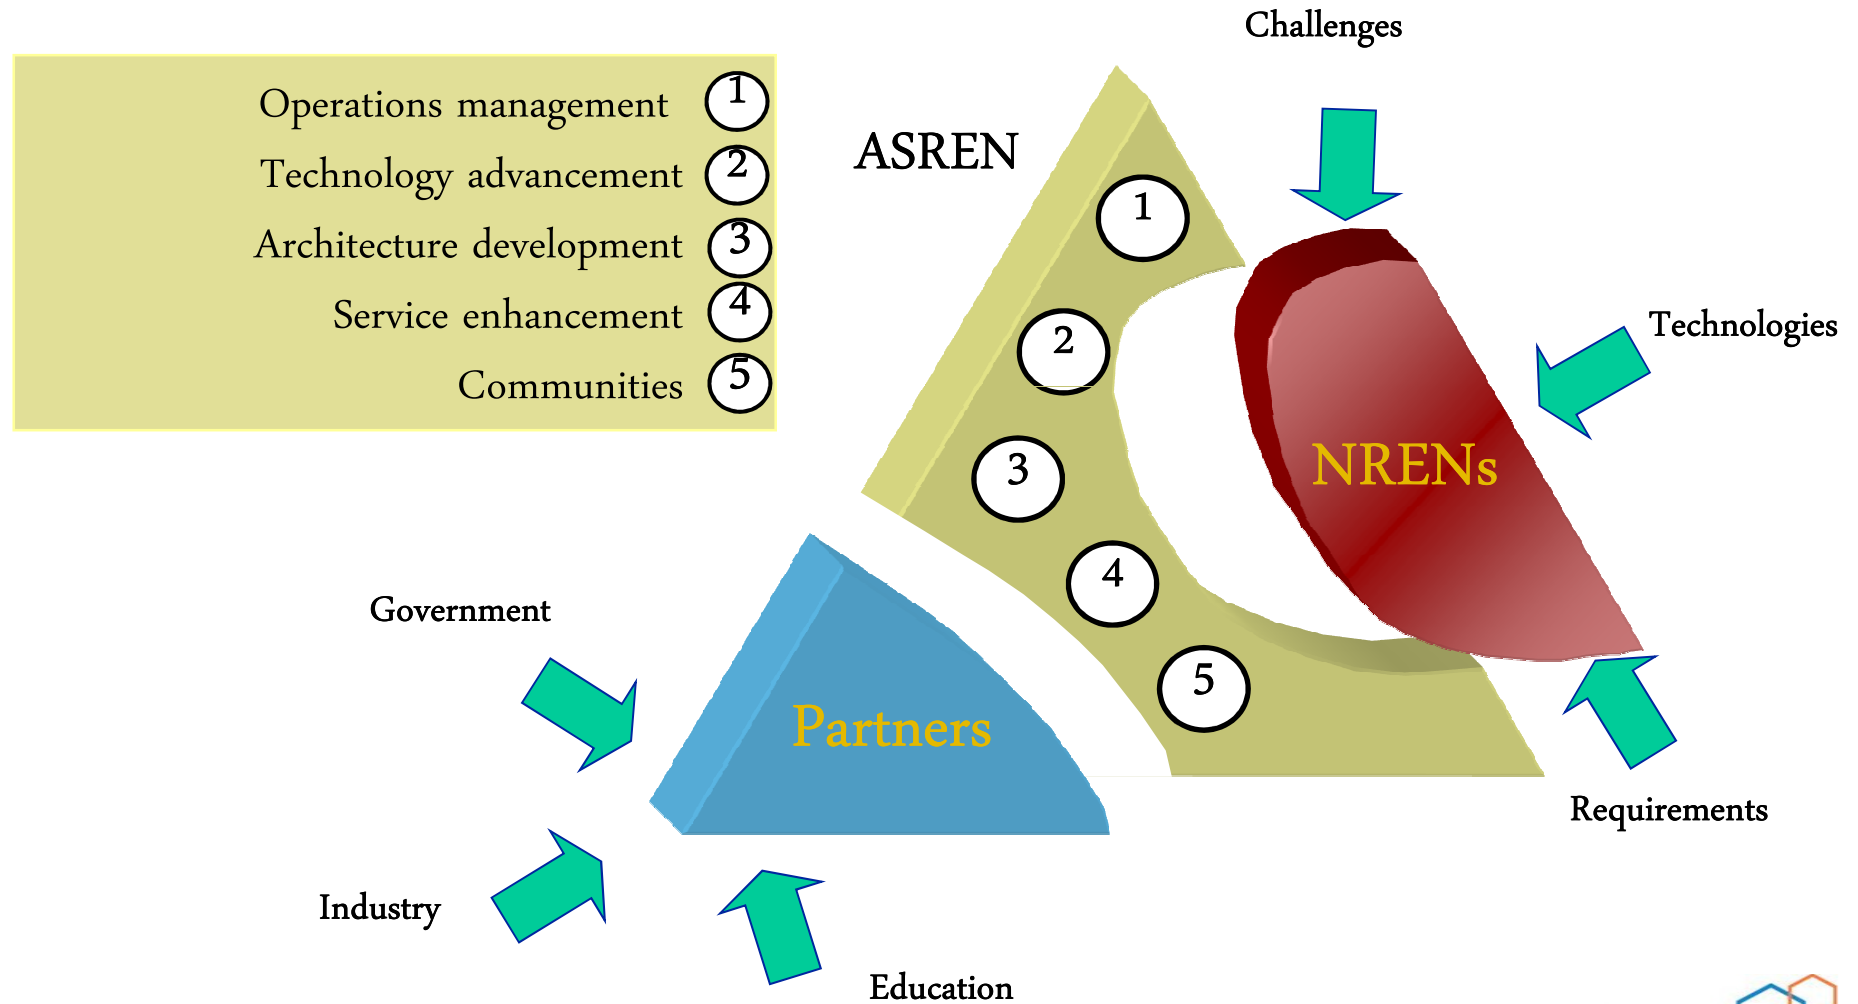 Challenges
Operations management 1
Technology advancement 2
Architecture development 3
Service enhancement 4
Communities 5
ASREN
1
2
3
4
5
Technologies
NRENs
Government
Partners
Requirements
Industry
Education